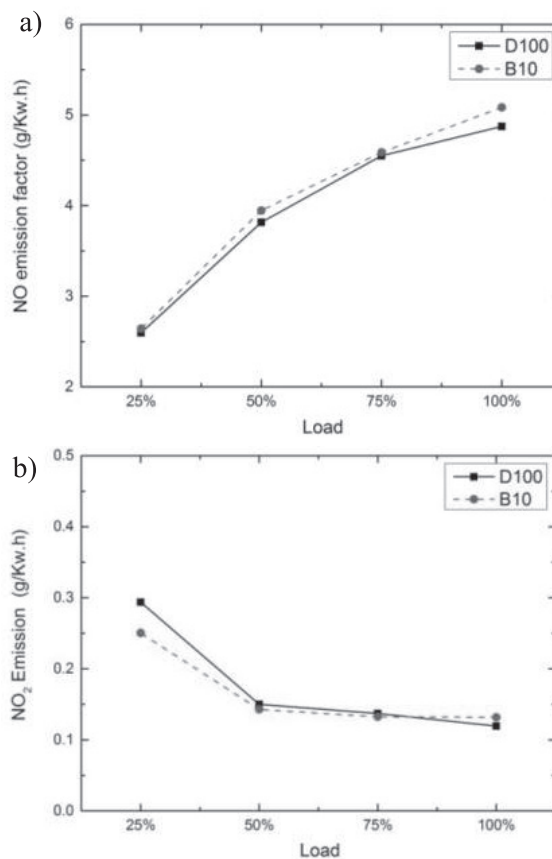 a)
6
5
4
3
2
NO emission factor (g/Kw.h)
D100
B10
25% 50% 75% 100%
Load
b)
0.5
0.4
0.3
0.2
0.1
0.0
NO₂ Emission (g/Kw.h)
D100
B10
25% 50% 75% 100%
Load